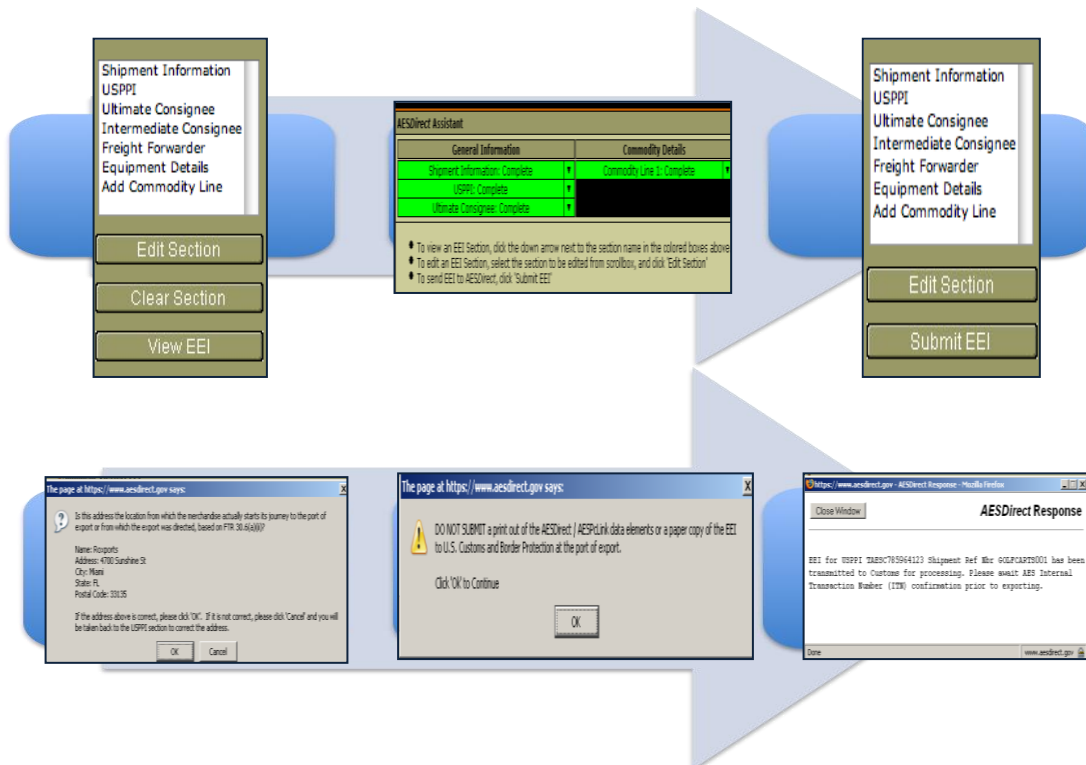 Shipment Information
USPPI
Ultimate Consignee
Intermediate Consignee
Freight Forwarder
Equipment Details
Add Commodity Line
Edit Section
Clear Section
View EEI
AESDirect Assistant
General Information
Commodity Details
Shipment Information: Complete
Commodity Line 1: Complete
USPPI: Complete
Ultimate Consignee: Complete
To view an EEI Section, click the down arrow next to the section name in the colored boxes above
To edit an EEI Section, select the section to be edited from scrollbox, and click 'Edit Section'
To send EEI to AESDirect, click 'Submit EEI'
Shipment Information
USPPI
Ultimate Consignee
Intermediate Consignee
Freight Forwarder
Equipment Details
Add Commodity Line
Edit Section
Submit EEI
The page at https://www.aesdirect.gov says:
Is this address the location from which the merchandise actually starts its journey to the port of
export or from which the export was directed, based on FTR 30.6(a)(i)?
Name: Roxports
Address: 4700 Sunshine St
City: Miami
State: FL
Postal Code: 33135
If the address above is correct, please click 'OK'. If it is not correct, please click 'Cancel' and you will
be taken back to the USPPI section to correct the address.
OK
Cancel
The page at https://www.aesdirect.gov says:
DO NOT SUBMIT a print out of the AESDirect / AESPcLink data elements or a paper copy of the EEI
to U.S. Customs and Border Protection at the port of export.
Click 'OK' to Continue
OK
https://www.aesdirect.gov - AESDirect Response - Mozilla Firefox
Close Window
AESDirect Response
EEI for USPPI TAESC785964123 Shipment Ref Nbr GOLFCARTS001 has been
transmitted to Customs for processing. Please await AES Internal
Transaction Number (ITN) confirmation prior to exporting.
Done
www.aesdirect.gov